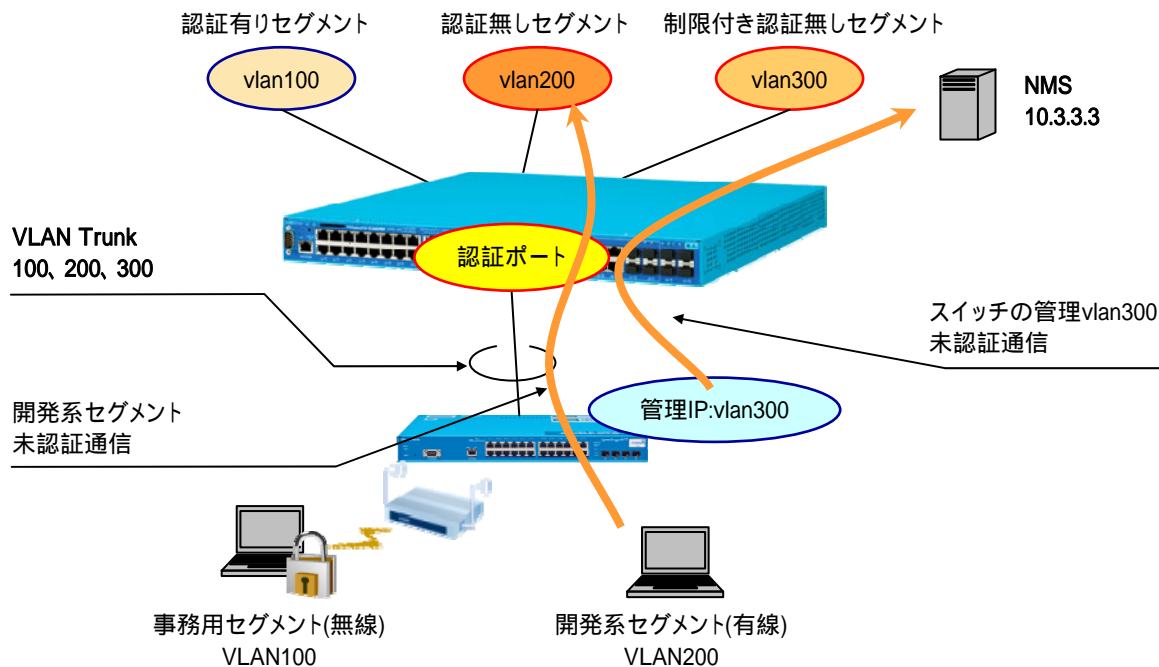 認証有りセグメント
認証無しセグメント
制限付き認証無しセグメント
vlan100
vlan200
vlan300
NMS
10.3.3.3
VLAN Trunk
100、200、300
認証ポート
スイッチの管理vlan300
未認証通信
開発系セグメント
未認証通信
管理IP:vlan300
事務用セグメント(無線)
VLAN100
開発系セグメント(有線)
VLAN200